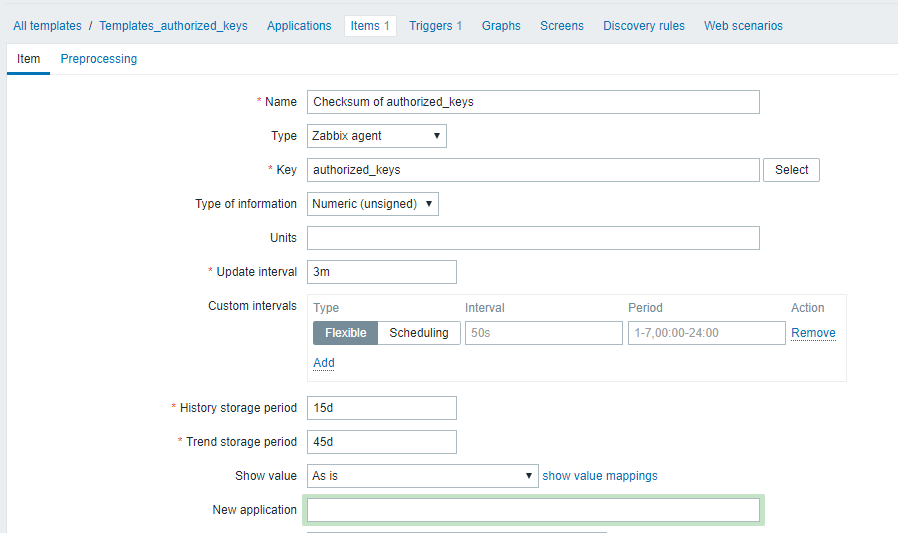 All templates / Templates_authorized_keys Applications Items 1 Triggers 1 Graphs Screens Discovery rules Web scenarios
Item Preprocessing
* Name Checksum of authorized_keys
Type Zabbix agent
* Key authorized_keys Select
Type of information Numeric (unsigned)
Units
* Update interval 3m
Custom intervals Type Interval Period Action
Flexible Scheduling 50s 1-7,00:00-24:00 Remove
Add
* History storage period 15d
* Trend storage period 45d
Show value As is show value mappings
New application